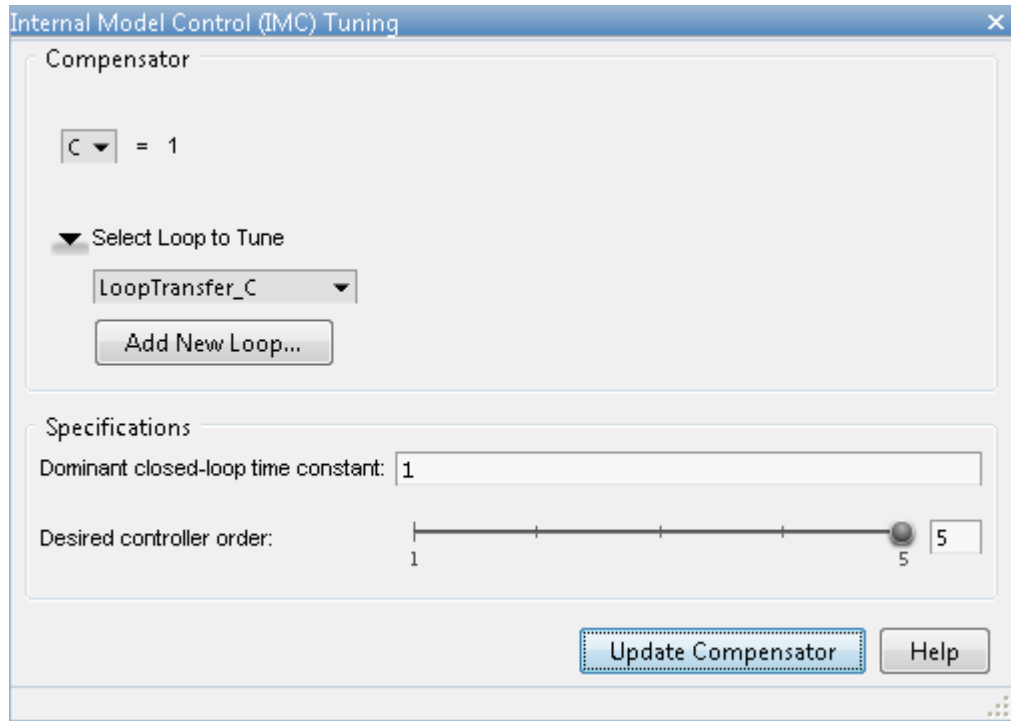 Internal Model Control (IMC) Tuning
Compensator
C = 1
Select Loop to Tune
LoopTransfer_C
Add New Loop...
Specifications
Dominant closed-loop time constant: 1
Desired controller order: 5
1 5
Update Compensator Help